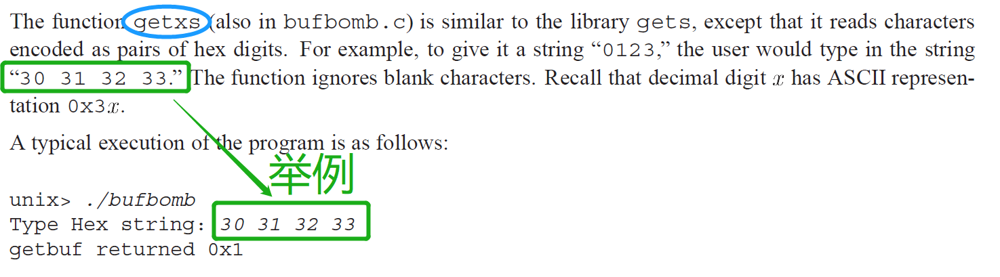 The function getxs (also in bufbomb.c) is similar to the library gets, except that it reads characters
encoded as pairs of hex digits. For example, to give it a string “0123,” the user would type in the string
“30 31 32 33.” The function ignores blank characters. Recall that decimal digit x has ASCII represen-
tation 0x3x.
A typical execution of the program is as follows:
举例
unix> ./bufbomb
Type Hex string: 30 31 32 33
getbuf returned 0x1